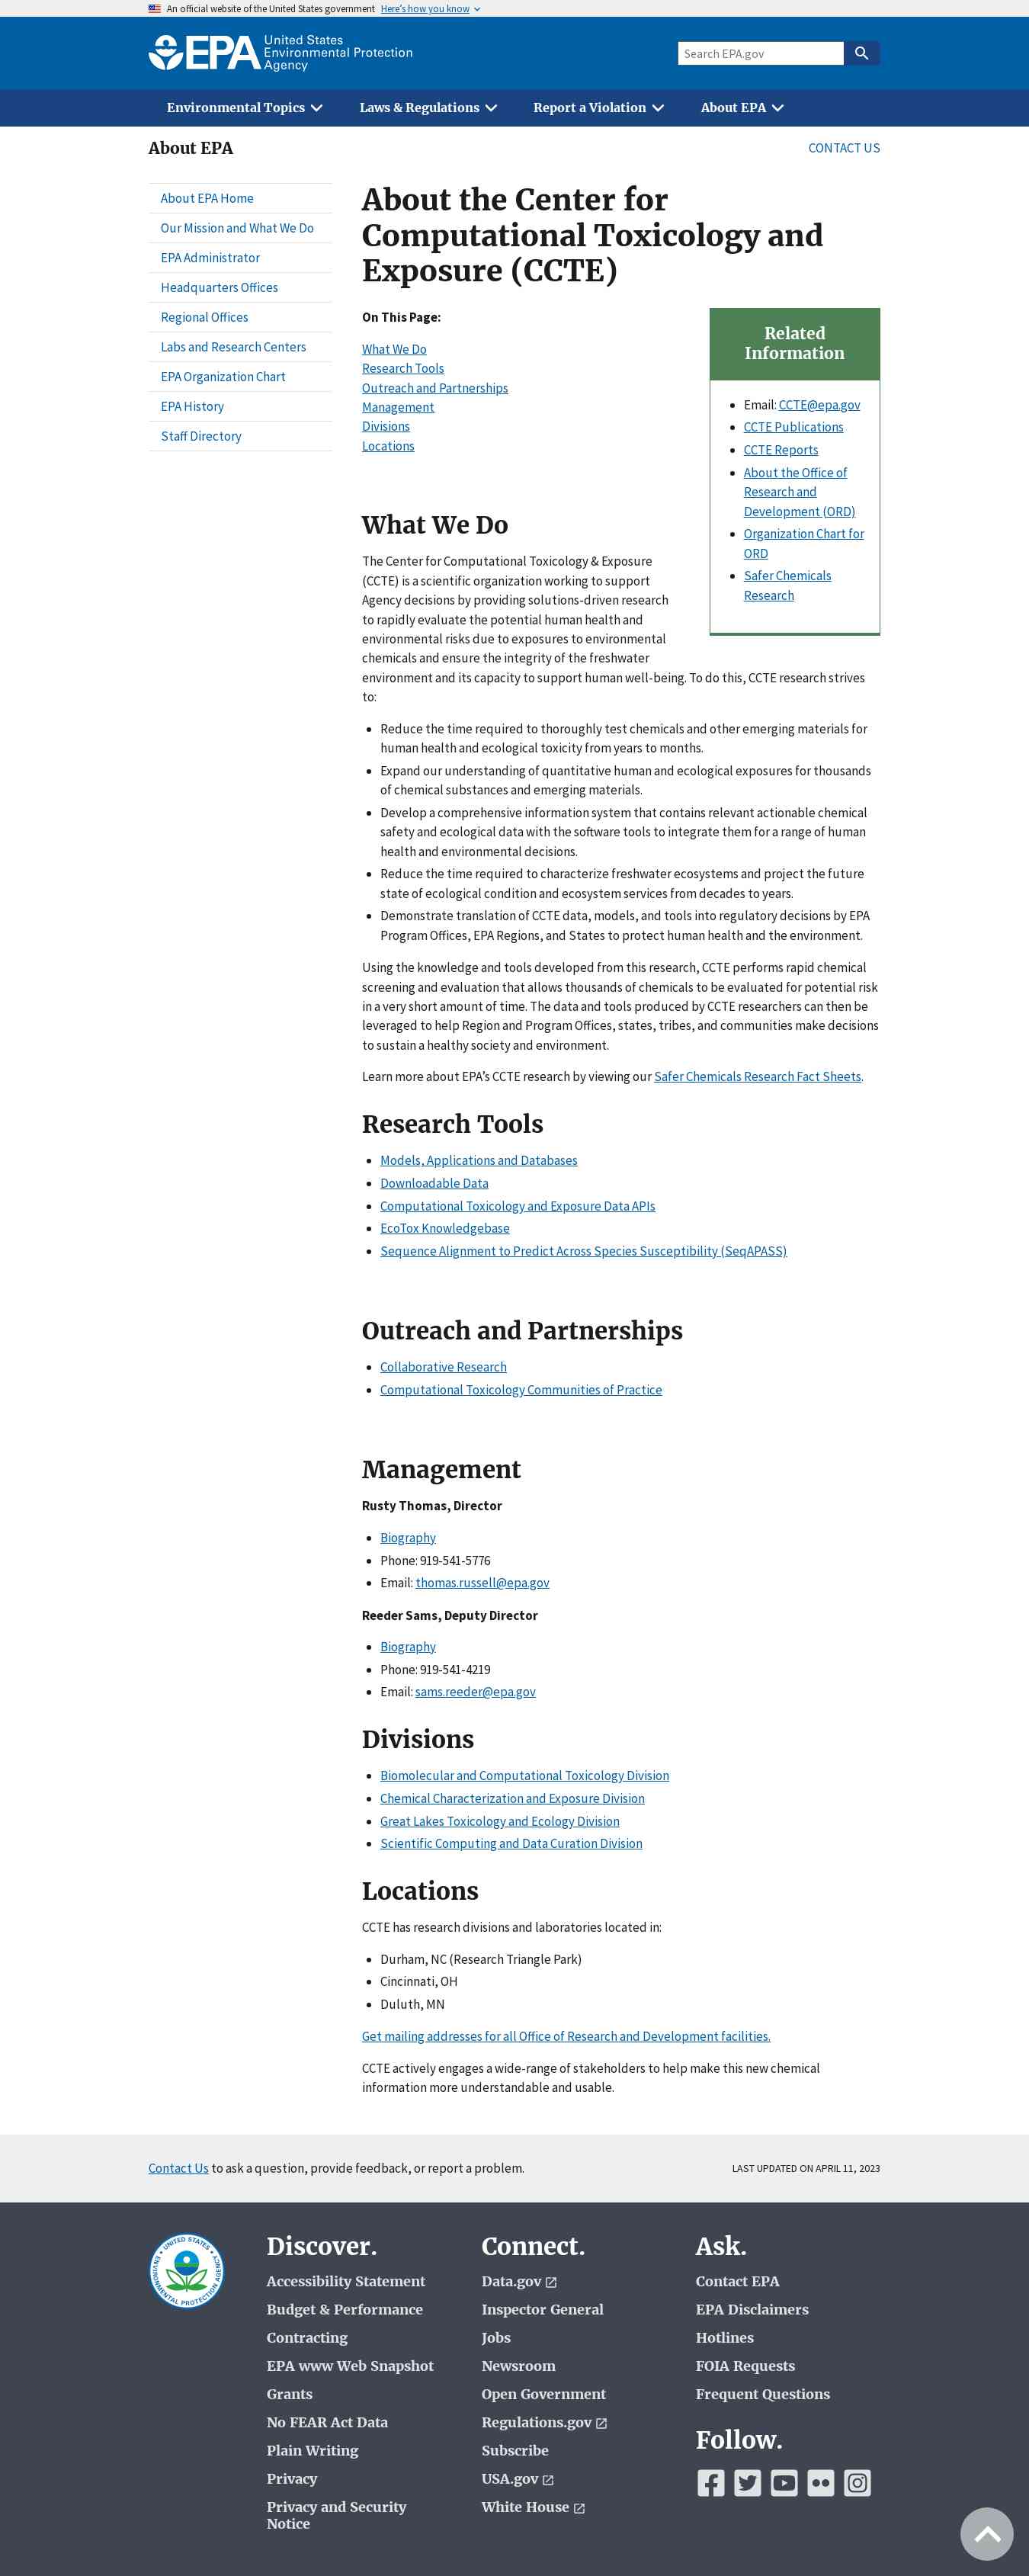 An official website of the United States government Here's how you know
EPA United States
Environmental Protection
Agency
Search EPA.gov
Environmental Topics Laws & Regulations Report a Violation About EPA
About EPA
CONTACT US
About EPA Home
Our Mission and What We Do
EPA Administrator
Headquarters Offices
Regional Offices
Labs and Research Centers
EPA Organization Chart
EPA History
Staff Directory
About the Center for
Computational Toxicology and
Exposure (CCTE)
On This Page:
What We Do
Research Tools
Outreach and Partnerships
Management
Divisions
Locations
Related
Information
Email: CCTE@epa.gov
CCTE Publications
CCTE Reports
About the Office of
Research and
Development (ORD)
Organization Chart for
ORD
Safer Chemicals
Research
What We Do
The Center for Computational Toxicology & Exposure
(CCTE) is a scientific organization working to support
Agency decisions by providing solutions-driven research
to rapidly evaluate the potential human health and
environmental risks due to exposures to environmental
chemicals and ensure the integrity of the freshwater
environment and its capacity to support human well-being. To do this, CCTE research strives
to:
Reduce the time required to thoroughly test chemicals and other emerging materials for
human health and ecological toxicity from years to months.
Expand our understanding of quantitative human and ecological exposures for thousands
of chemical substances and emerging materials.
Develop a comprehensive information system that contains relevant actionable chemical
safety and ecological data with the software tools to integrate them for a range of human
health and environmental decisions.
Reduce the time required to characterize freshwater ecosystems and project the future
state of ecological condition and ecosystem services from decades to years.
Demonstrate translation of CCTE data, models, and tools into regulatory decisions by EPA
Program Offices, EPA Regions, and States to protect human health and the environment.
Using the knowledge and tools developed from this research, CCTE performs rapid chemical
screening and evaluation that allows thousands of chemicals to be evaluated for potential risk
in a very short amount of time. The data and tools produced by CCTE researchers can then be
leveraged to help Region and Program Offices, states, tribes, and communities make decisions
to sustain a healthy society and environment.
Learn more about EPA's CCTE research by viewing our Safer Chemicals Research Fact Sheets.
Research Tools
Models, Applications and Databases
Downloadable Data
Computational Toxicology and Exposure Data APIs
EcoTox Knowledgebase
Sequence Alignment to Predict Across Species Susceptibility (SeqAPASS)
Outreach and Partnerships
Collaborative Research
Computational Toxicology Communities of Practice
Management
Rusty Thomas, Director
Biography
Phone: 919-541-5776
Email: thomas.russell@epa.gov
Reeder Sams, Deputy Director
Biography
Phone: 919-541-4219
Email: sams.reeder@epa.gov
Divisions
Biomolecular and Computational Toxicology Division
Chemical Characterization and Exposure Division
Great Lakes Toxicology and Ecology Division
Scientific Computing and Data Curation Division
Locations
CCTE has research divisions and laboratories located in:
Durham, NC (Research Triangle Park)
Cincinnati, OH
Duluth, MN
Get mailing addresses for all Office of Research and Development facilities.
CCTE actively engages a wide-range of stakeholders to help make this new chemical
information more understandable and usable.
Contact Us to ask a question, provide feedback, or report a problem.
LAST UPDATED ON APRIL 11, 2023
UNITED STATES
ENVIRONMENTAL PROTECTION AGENCY
Discover.
Accessibility Statement
Budget & Performance
Contracting
EPA www Web Snapshot
Grants
No FEAR Act Data
Plain Writing
Privacy
Privacy and Security
Notice
Connect.
Data.gov
Inspector General
Jobs
Newsroom
Open Government
Regulations.gov
Subscribe
USA.gov
White House
Ask.
Contact EPA
EPA Disclaimers
Hotlines
FOIA Requests
Frequent Questions
Follow.